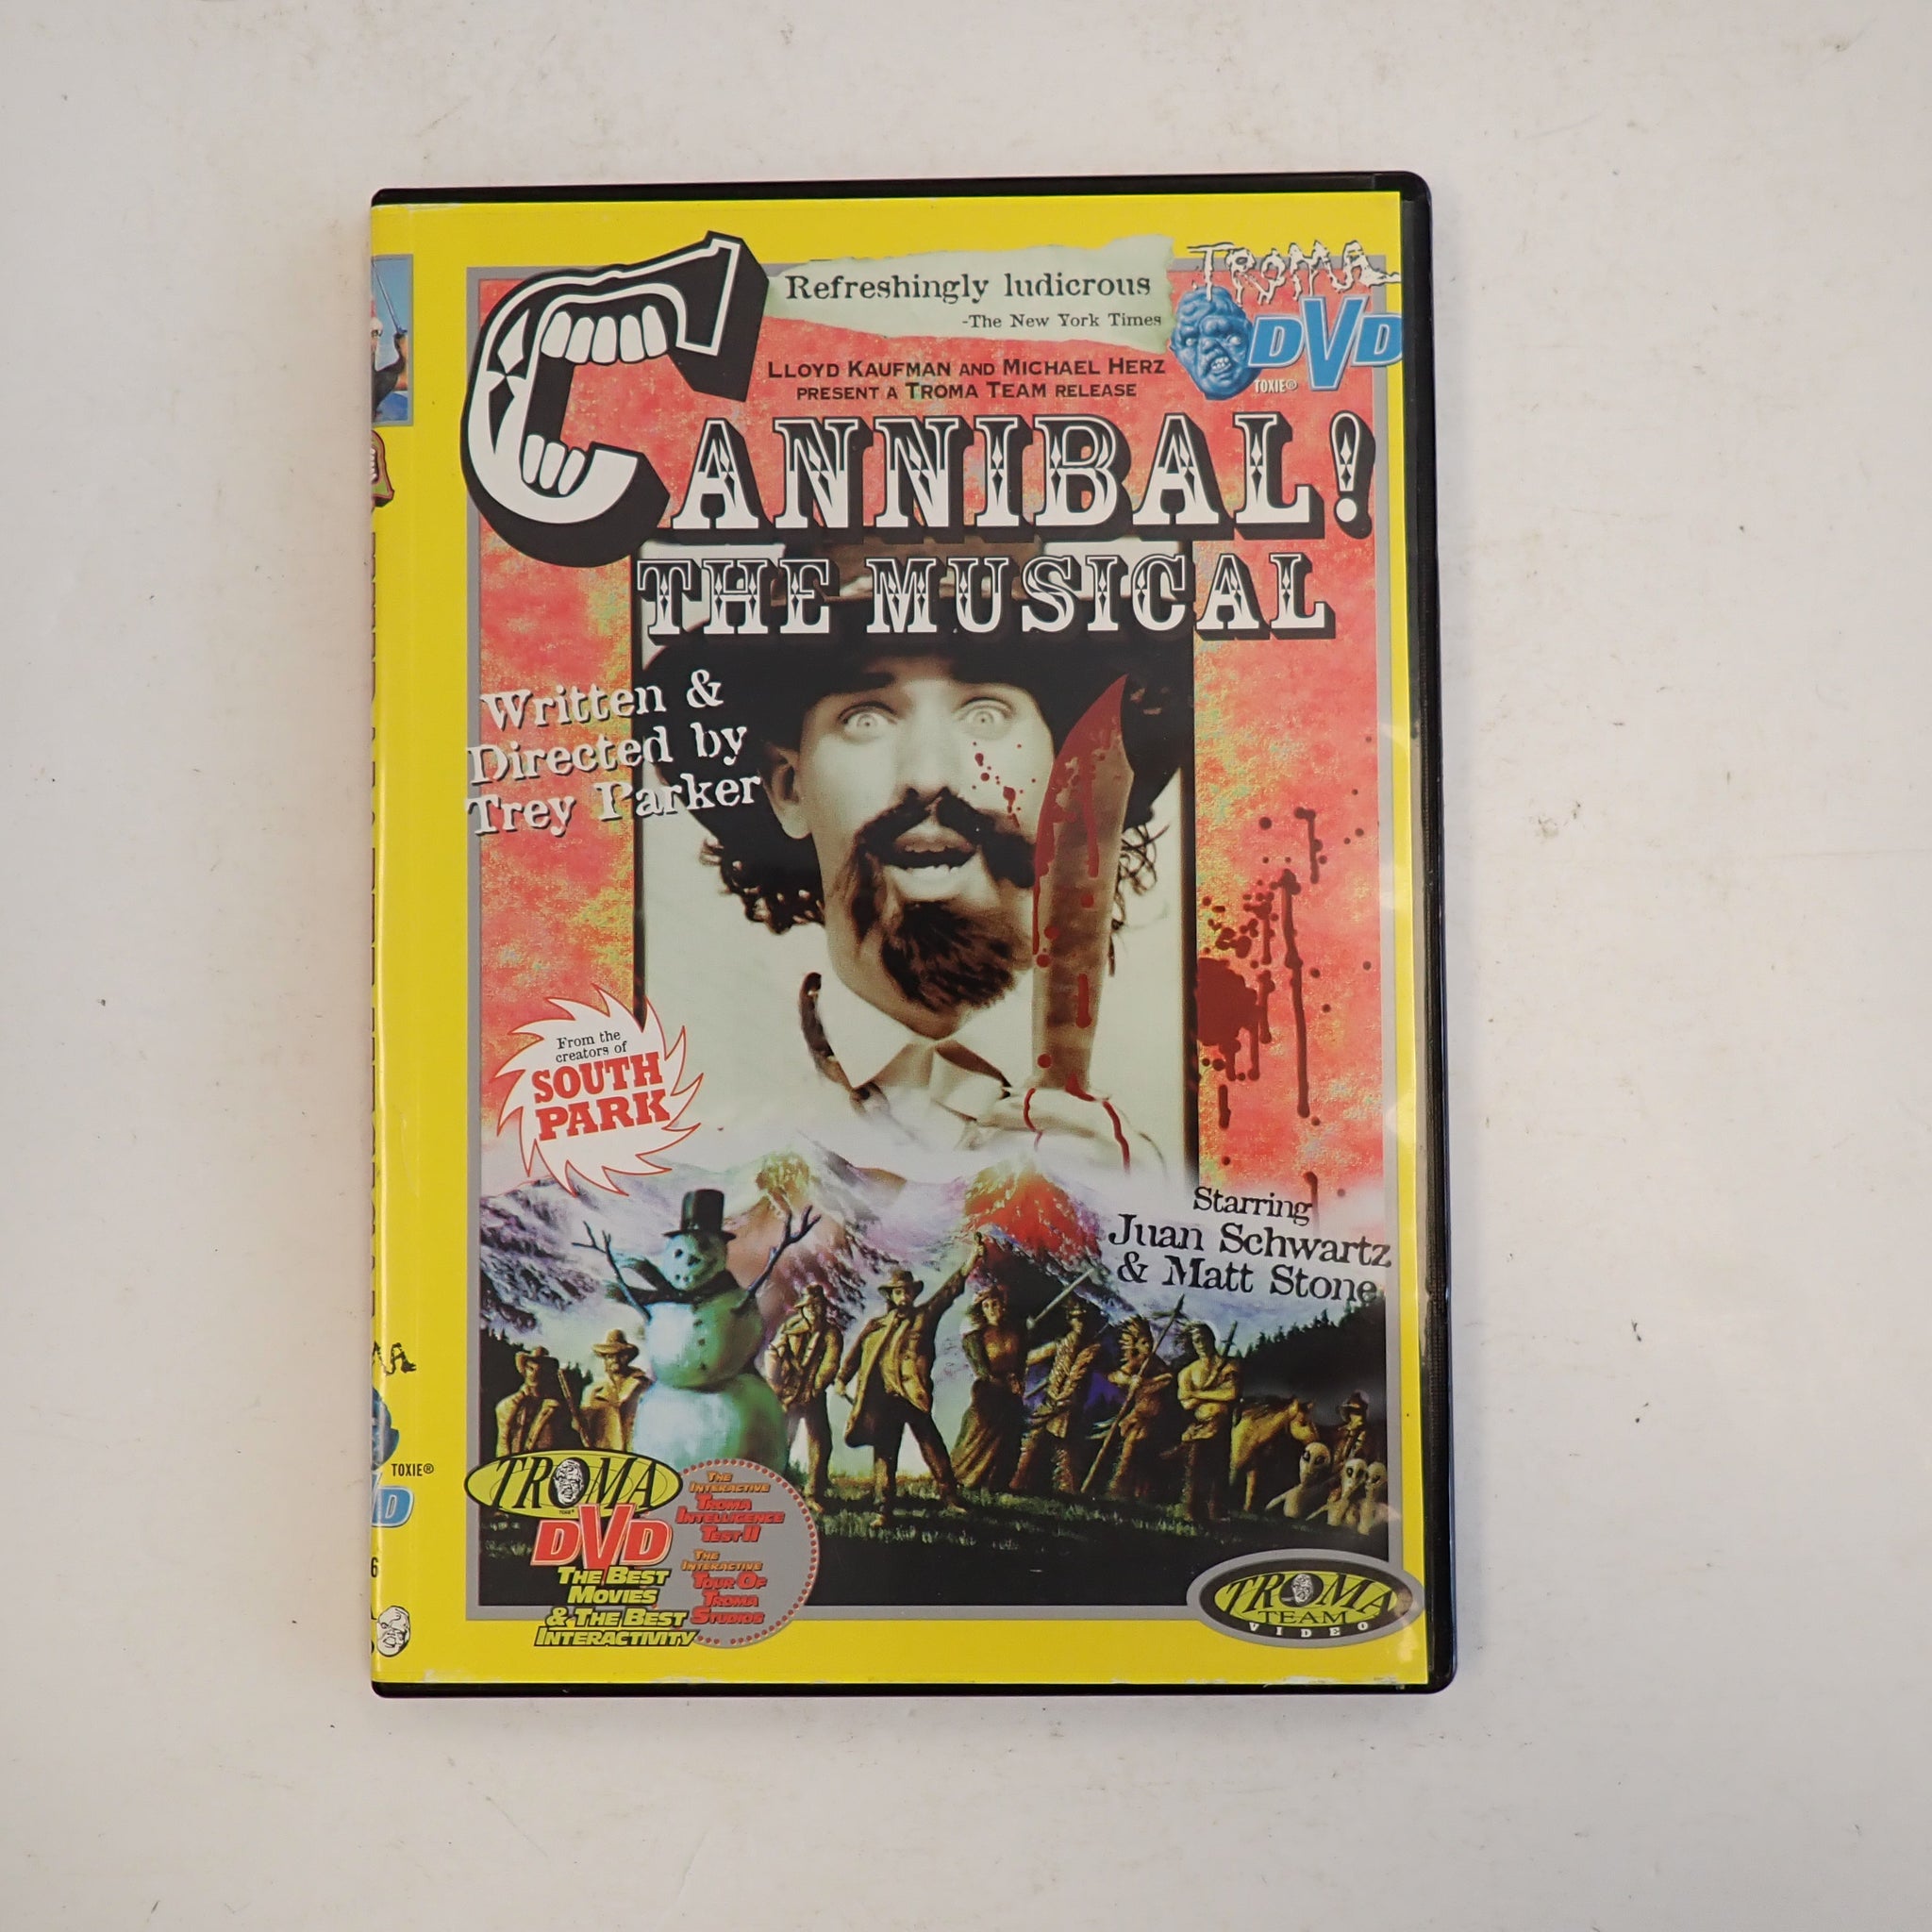 Refreshingly ludicrous
-The New York Times
TROMA
DVD
TOXIE®
LLOYD KAUFMAN AND MICHAEL HERZ
PRESENT A TROMA TEAM RELEASE
CANNIBAL!
THE MUSICAL
Written &
Directed by
Trey Parker
From the
creators of
SOUTH
PARK
Starring
Juan Schwartz
& Matt Stone
TROMA
DVD
THE BEST
MOVIES
& THE BEST
INTERACTIVITY
THE
INTERACTIVE
TROMA
INTELLIGENCE
TEST II
THE
INTERACTIVE
TOUR OF
TROMA
STUDIOS
TROMA
TEAM
VIDEO
TOXIE®
6